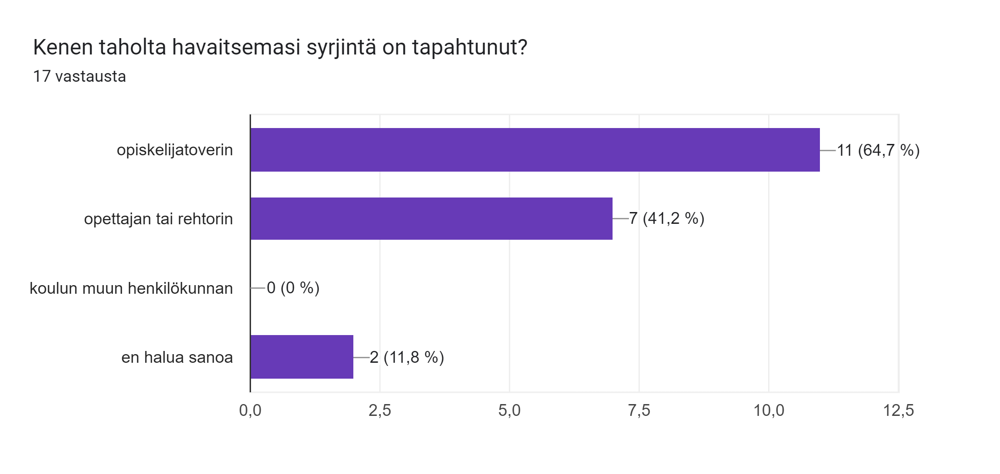 Kenen taholta havaitsemasi syrjintä on tapahtunut?
17 vastausta
opiskelijatoverin
11 (64,7 %)
opettajan tai rehtorin
7 (41,2 %)
koulun muun henkilökunnan
0 (0 %)
en halua sanoa
2 (11,8 %)
0,0 2,5 5,0 7,5 10,0 12,5